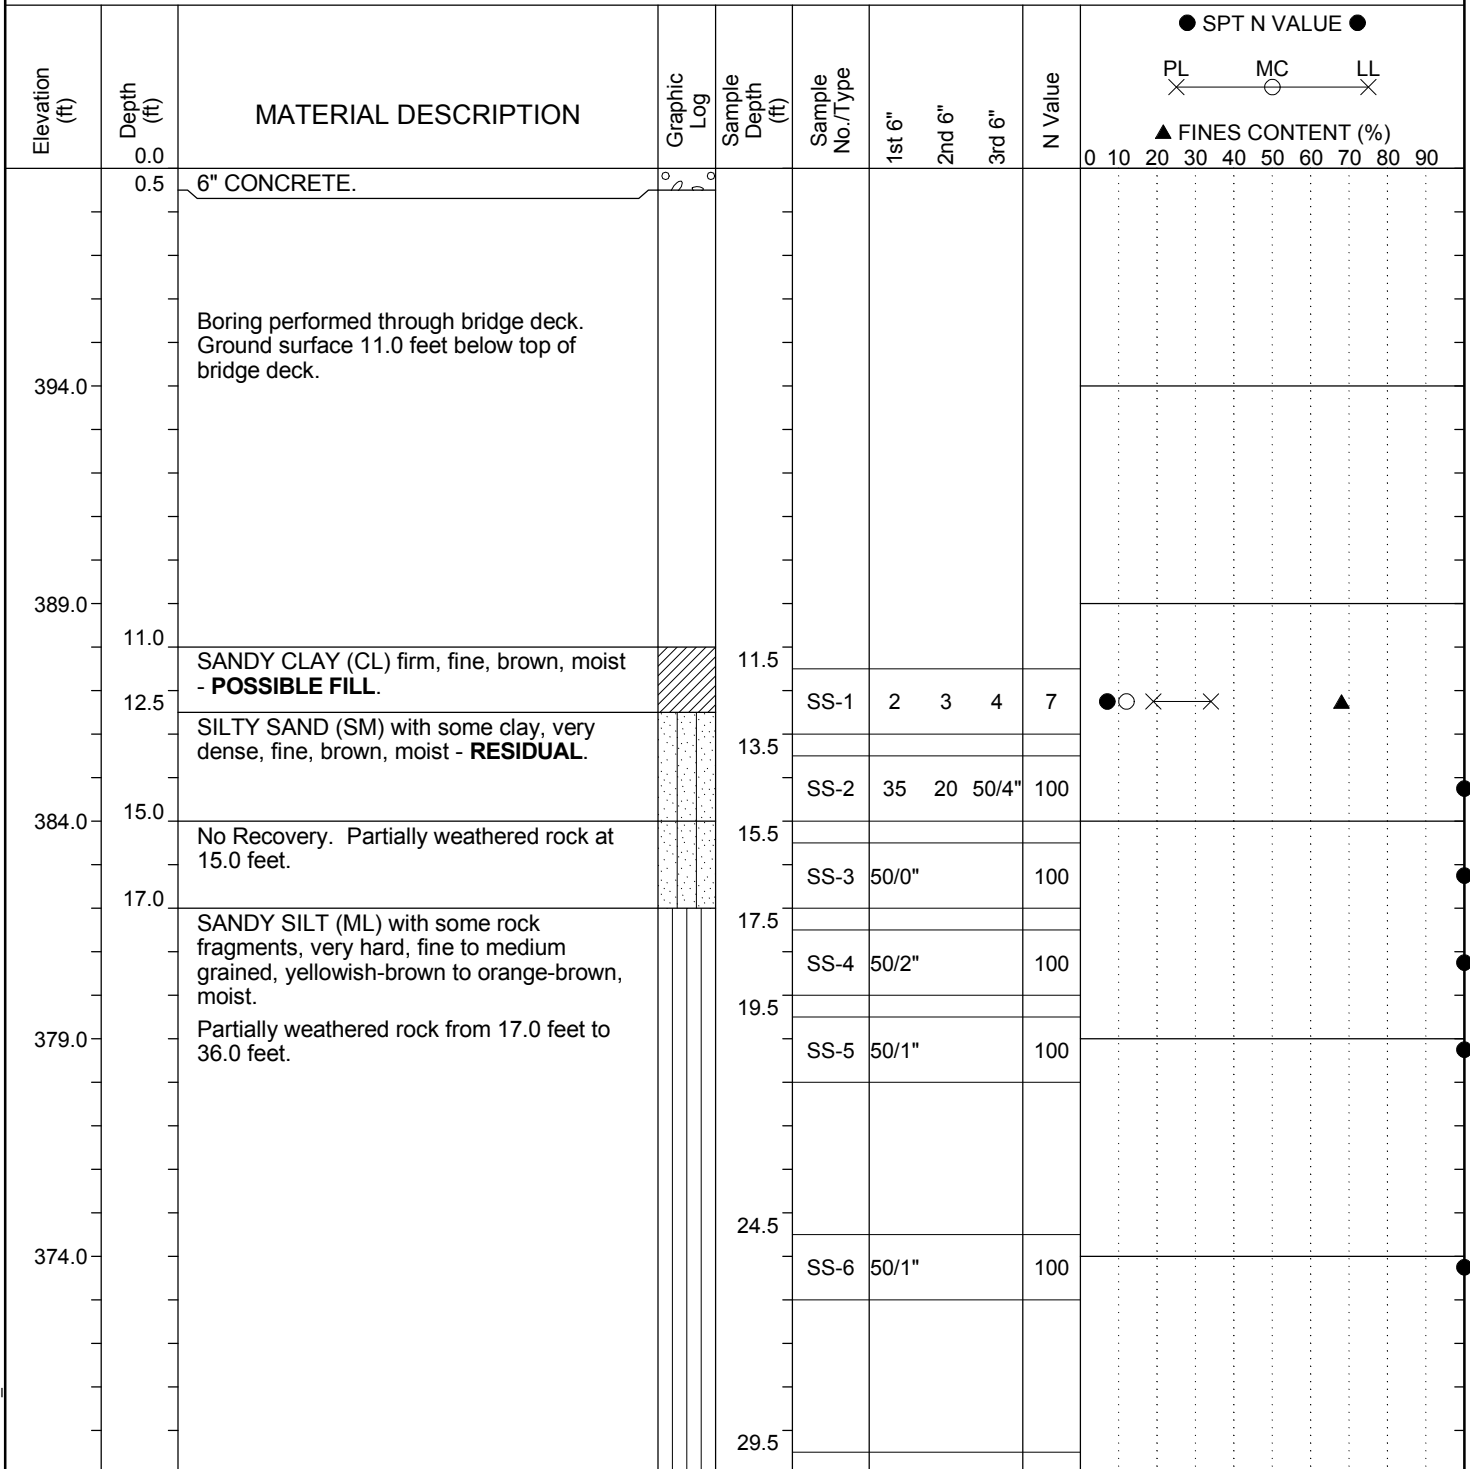 ● SPT N VALUE ●
PL MC LL
▲ FINES CONTENT (%)
0 10 20 30 40 50 60 70 80 90
Elevation (ft)
Depth (ft)
0.0
MATERIAL DESCRIPTION
Graphic Log
Sample Depth (ft)
Sample No./Type
1st 6"
2nd 6"
3rd 6"
N Value
0.5 6" CONCRETE.
Boring performed through bridge deck.
Ground surface 11.0 feet below top of
bridge deck.
394.0
389.0
11.0
SANDY CLAY (CL) firm, fine, brown, moist
- POSSIBLE FILL.
11.5
12.5
SS-1 2 3 4 7
SILTY SAND (SM) with some clay, very
dense, fine, brown, moist - RESIDUAL.
13.5
SS-2 35 20 50/4" 100
384.0
15.0
No Recovery. Partially weathered rock at
15.0 feet.
15.5
SS-3 50/0" 100
17.0
SANDY SILT (ML) with some rock
fragments, very hard, fine to medium
grained, yellowish-brown to orange-brown,
moist.
17.5
SS-4 50/2" 100
Partially weathered rock from 17.0 feet to
36.0 feet.
19.5
379.0
SS-5 50/1" 100
24.5
374.0
SS-6 50/1" 100
29.5